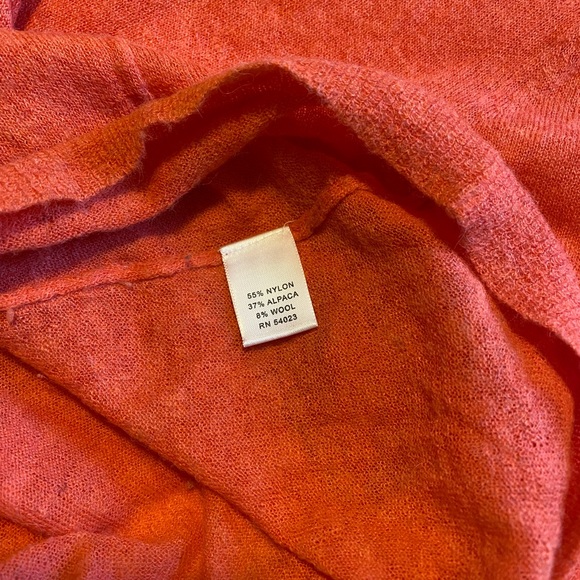 55% NYLON
37% ALPACA
8% WOOL
RN 54023